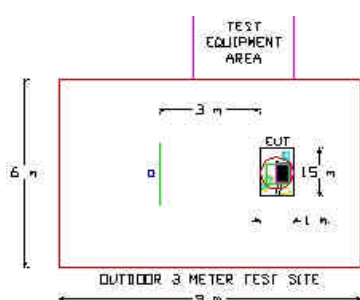 TEST
EQUIPMENT
AREA
3 m
EUT
6 m
1.5 m
1 m
OUTDOOR 3 METER TEST SITE
9 m